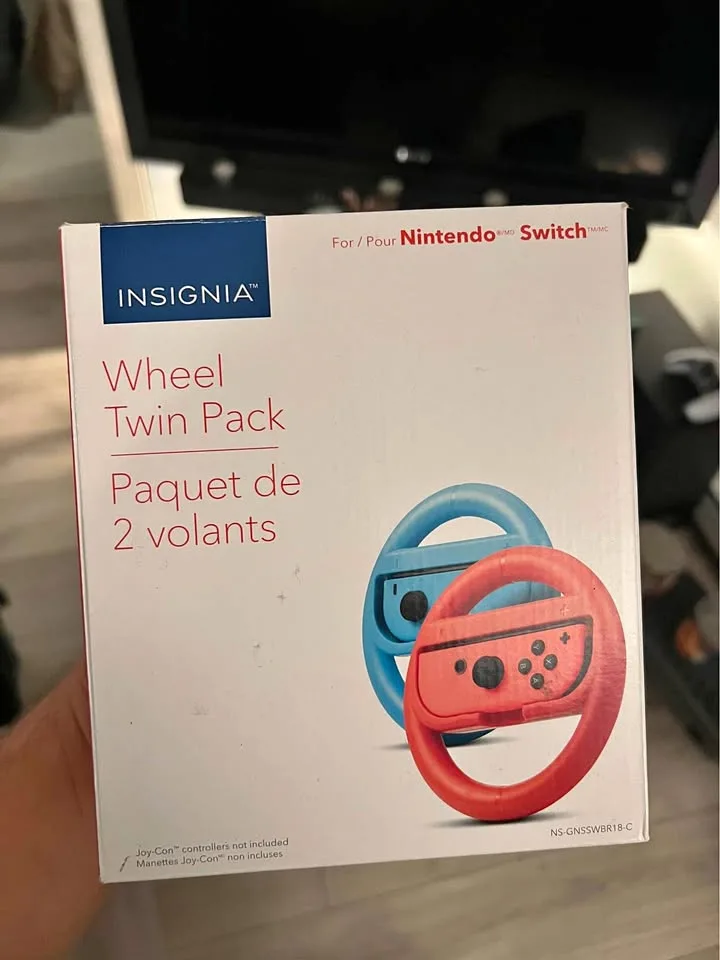 INSIGNIA™
For / Pour Nintendo®/MD Switch™/MC
Wheel
Twin Pack
Paquet de
2 volants
NS-GNSSWBR18-C
Joy-Con™ controllers not included
Manettes Joy-Conᴹᶜ non incluses